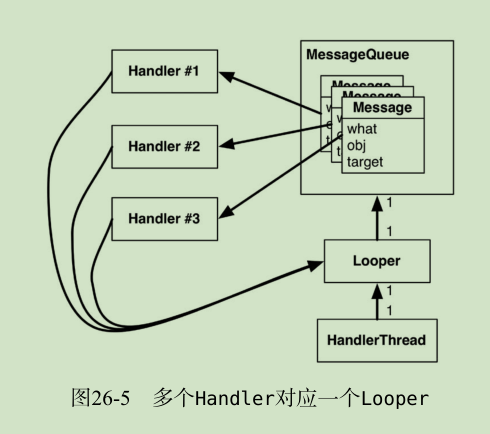 Handler #1
Handler #2
Handler #3
MessageQueue
Message
Message
Message
what
obj
target
1
1
Looper
1
1
HandlerThread
图26-5 多个Handler对应一个Looper